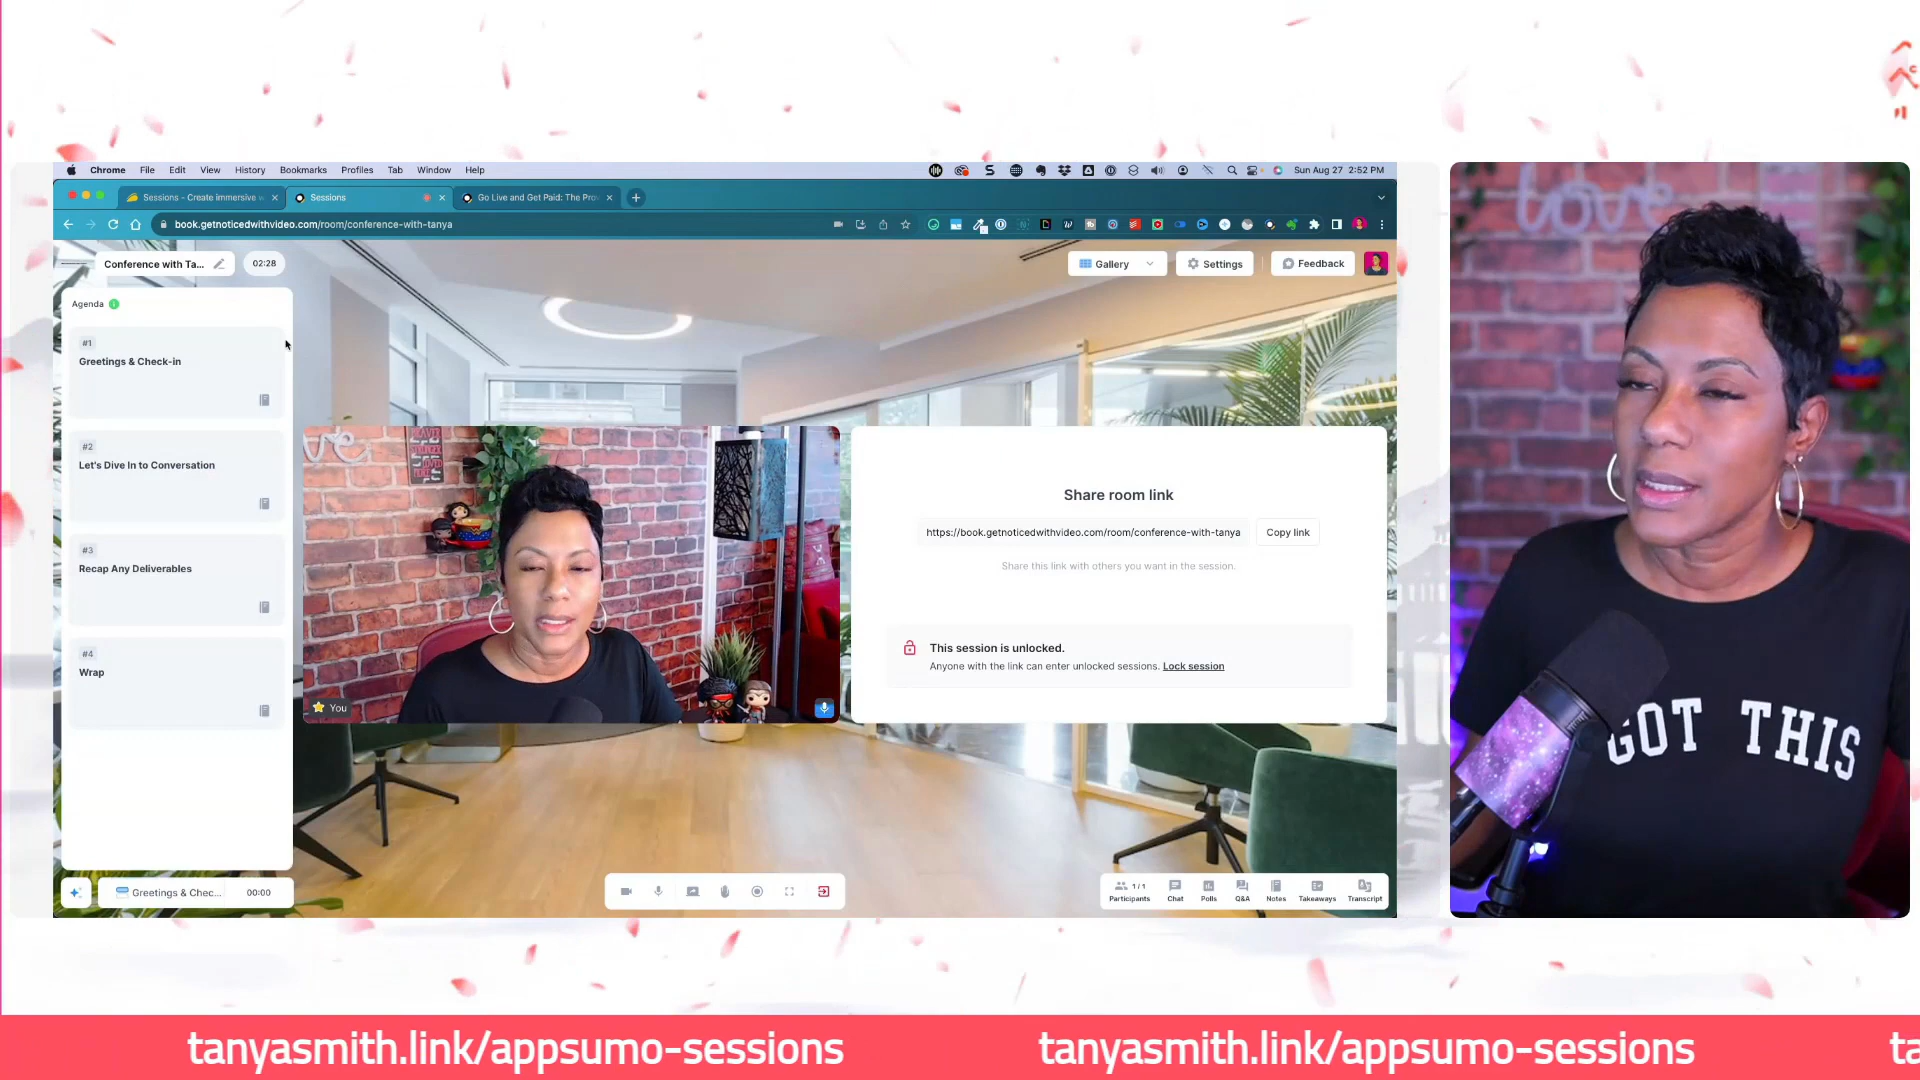 Chrome File Edit View History Bookmarks Profiles Tab Window Help Sun Aug 27 2:52 PM
Sessions - Create immersive Sessions Go Live and Get Paid: The Pro
book.getnoticedwithvideo.com/room/conference-with-tanya
Conference with Ta... 02:28 Gallery Settings Feedback
Agenda
#1
Greetings & Check-in
#2
Let's Dive In to Conversation
#3
Recap Any Deliverables
#4
Wrap
Share room link
https://book.getnoticedwithvideo.com/room/conference-with-tanya Copy link
Share this link with others you want in the session.
This session is unlocked.
Anyone with the link can enter unlocked sessions. Lock session
You
Greetings & Chec... 00:00
1/1
Participants Chat Polls Q&A Notes Takeaways Transcript
love
GOT THIS
tanyasmith.link/appsumo-sessions tanyasmith.link/appsumo-sessions ta